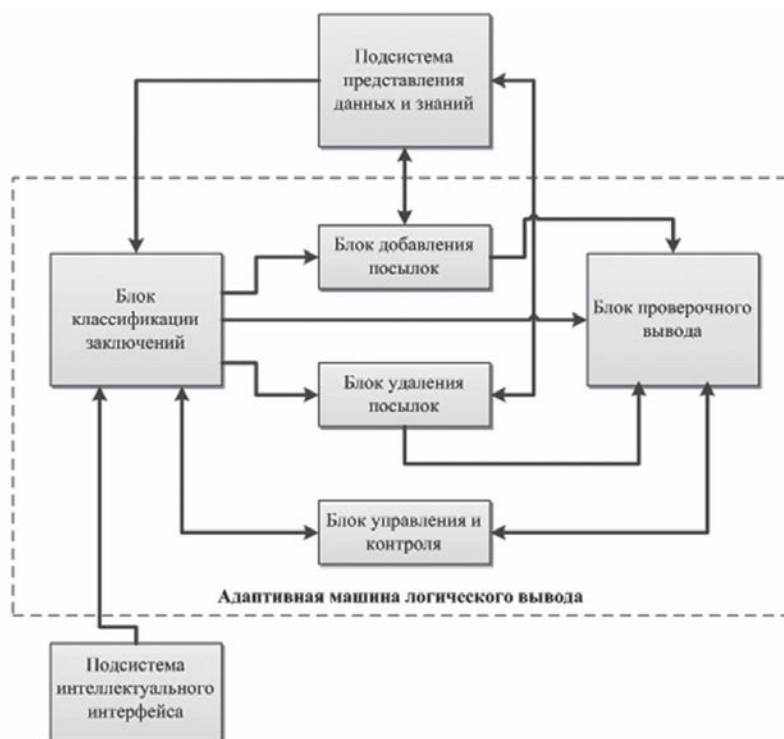 Подсистема
представления
данных и знаний
Блок добавления
посылок
Блок
классификации
заключений
Блок проверочного
вывода
Блок удаления
посылок
Блок управления и
контроля
Адаптивная машина логического вывода
Подсистема
интеллектуального
интерфейса